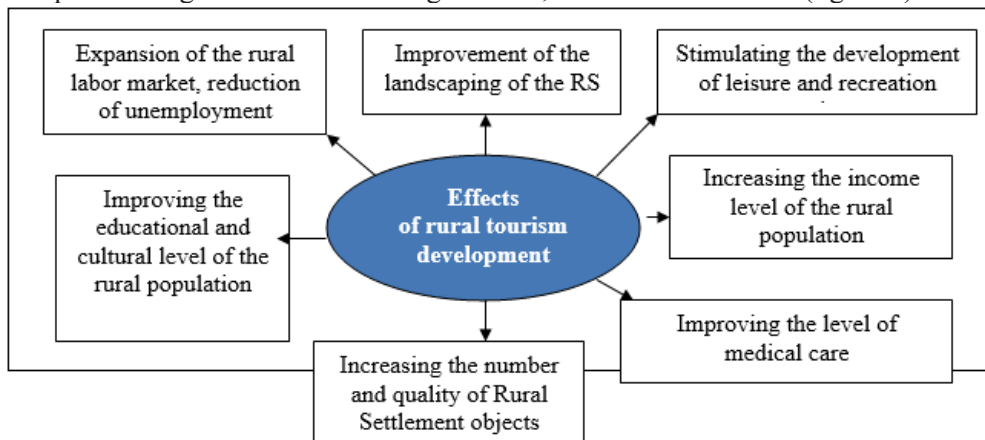 Expansion of the rural
labor market, reduction
of unemployment
Improvement of the
landscaping of the RS
Stimulating the development
of leisure and recreation
Effects
of rural tourism
development
Improving the
educational and
cultural level of the
rural population
Increasing the income
level of the rural
population
Improving the level of
medical care
Increasing the number
and quality of Rural
Settlement objects